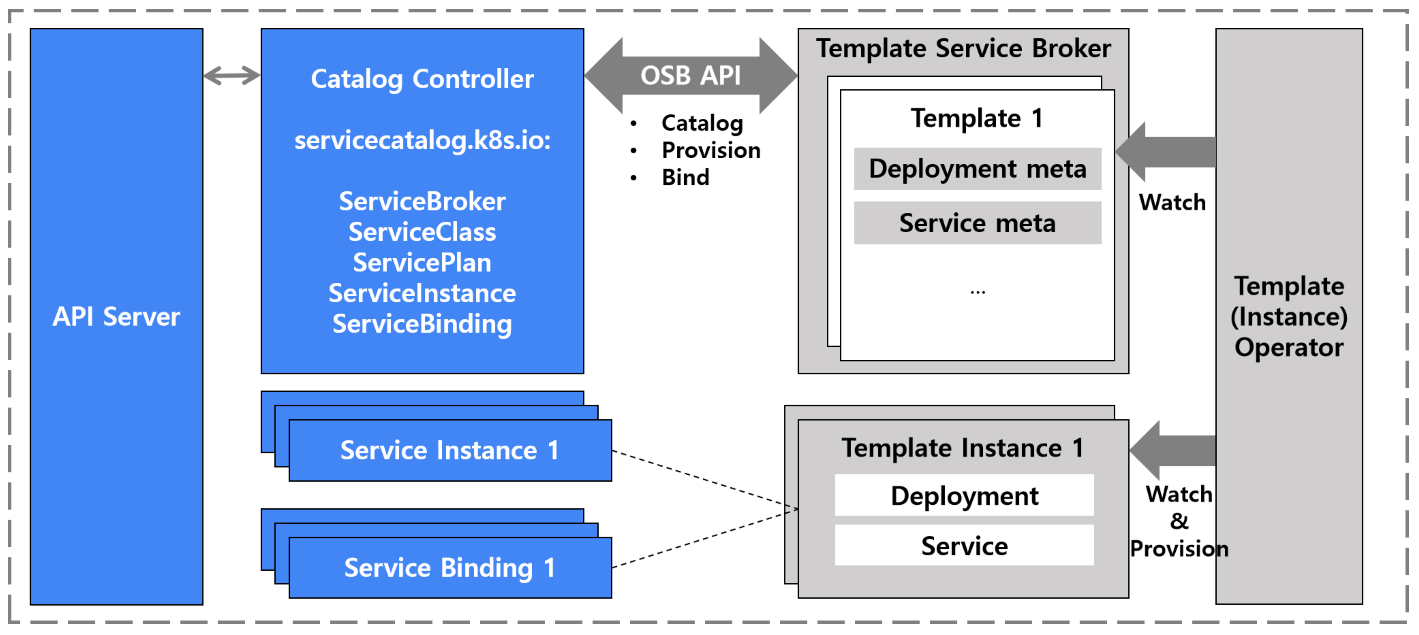 API Server
Catalog Controller
servicecatalog.k8s.io:
ServiceBroker
ServiceClass
ServicePlan
ServiceInstance
ServiceBinding
OSB API
• Catalog
• Provision
• Bind
Template Service Broker
Template 1
Deployment meta
Service meta
...
Watch
Template
(Instance)
Operator
Service Instance 1
Service Binding 1
Template Instance 1
Deployment
Service
Watch
&
Provision